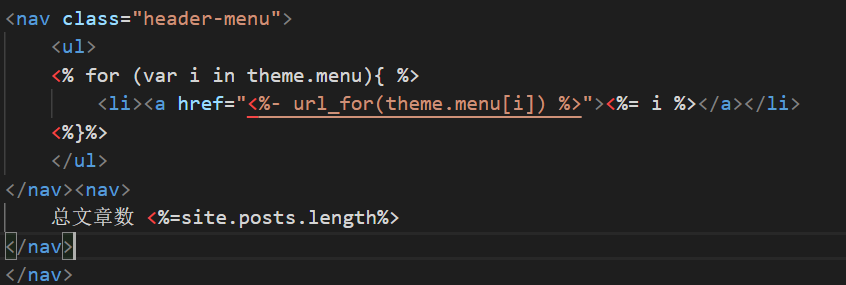 <nav class="header-menu">
    <ul>
    <% for (var i in theme.menu){ %>
        <li><a href="<%- url_for(theme.menu[i]) %>"><%= i %></a></li>
    <%}%>
    </ul>
</nav><nav>
    总文章数 <%=site.posts.length%>
</nav>
</nav>